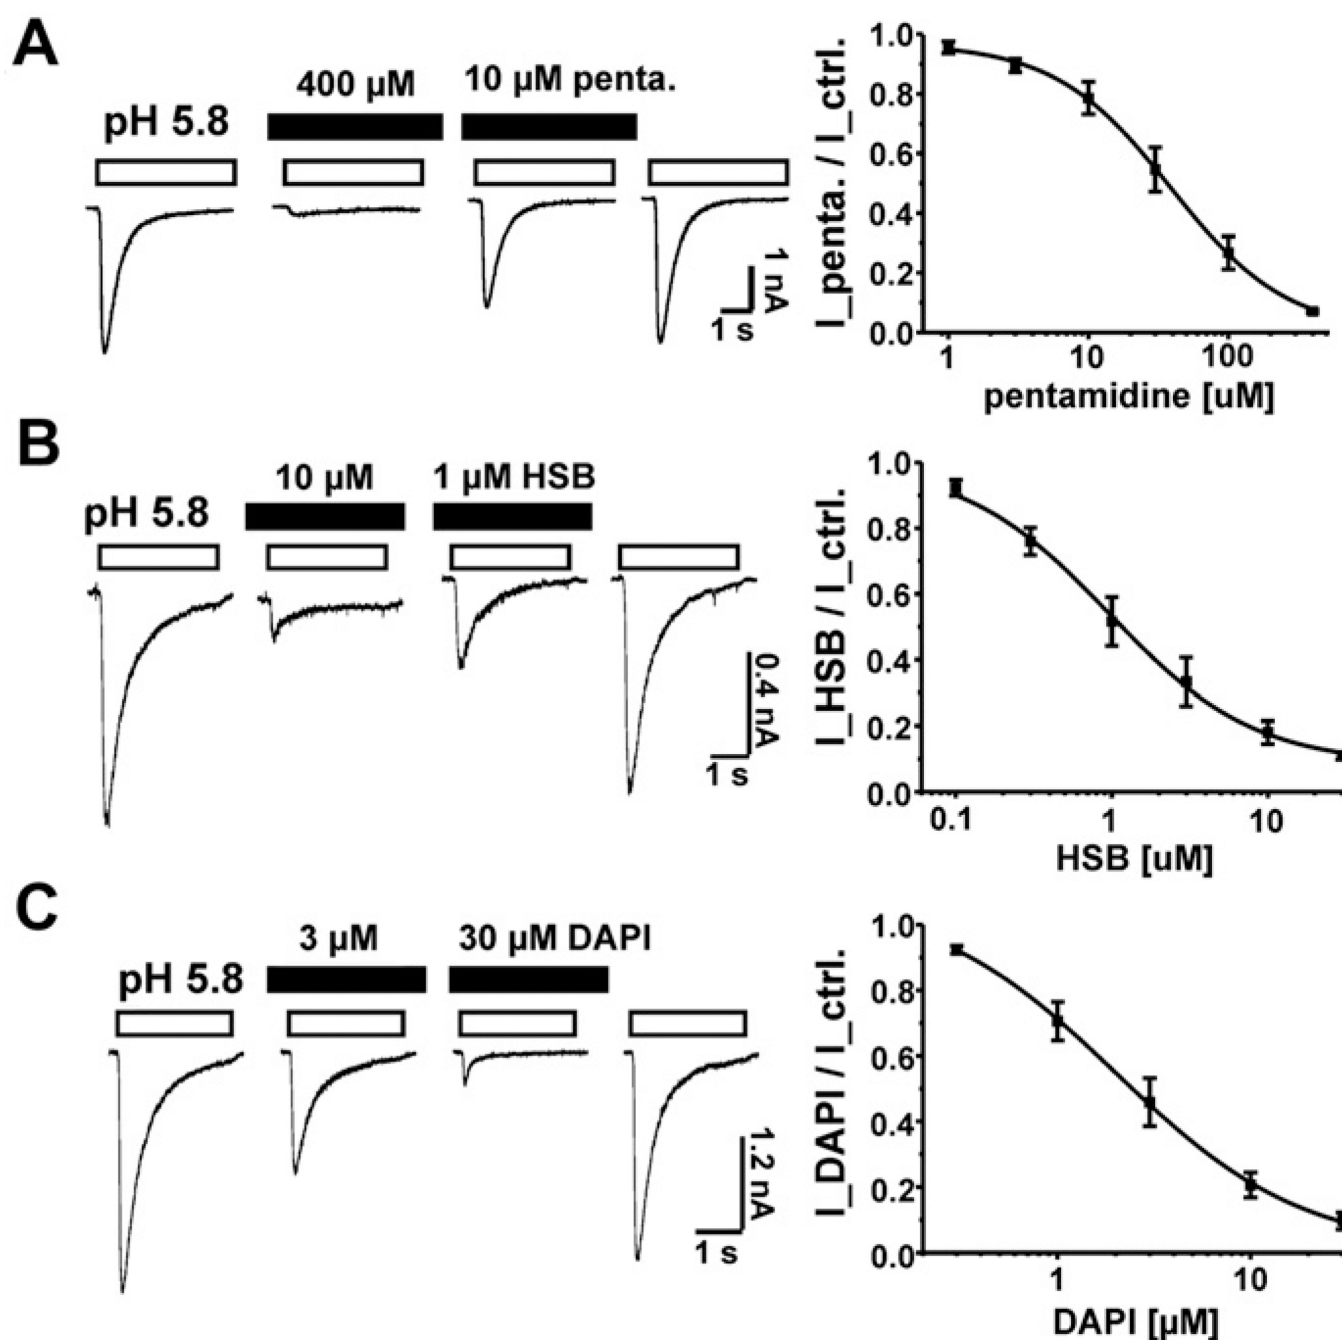 A
400 µM
10 µM penta.
pH 5.8
1 nA
1 s
I_penta. / I_ctrl.
1.0
0.8
0.6
0.4
0.2
0.0
1
10
100
pentamidine [uM]
B
10 µM
1 µM HSB
pH 5.8
0.4 nA
1 s
I_HSB / I_ctrl.
1.0
0.8
0.6
0.4
0.2
0.0
0.1
1
10
HSB [uM]
C
3 µM
30 µM DAPI
pH 5.8
1.2 nA
1 s
I_DAPI / I_ctrl.
1.0
0.8
0.6
0.4
0.2
0.0
1
10
DAPI [µM]